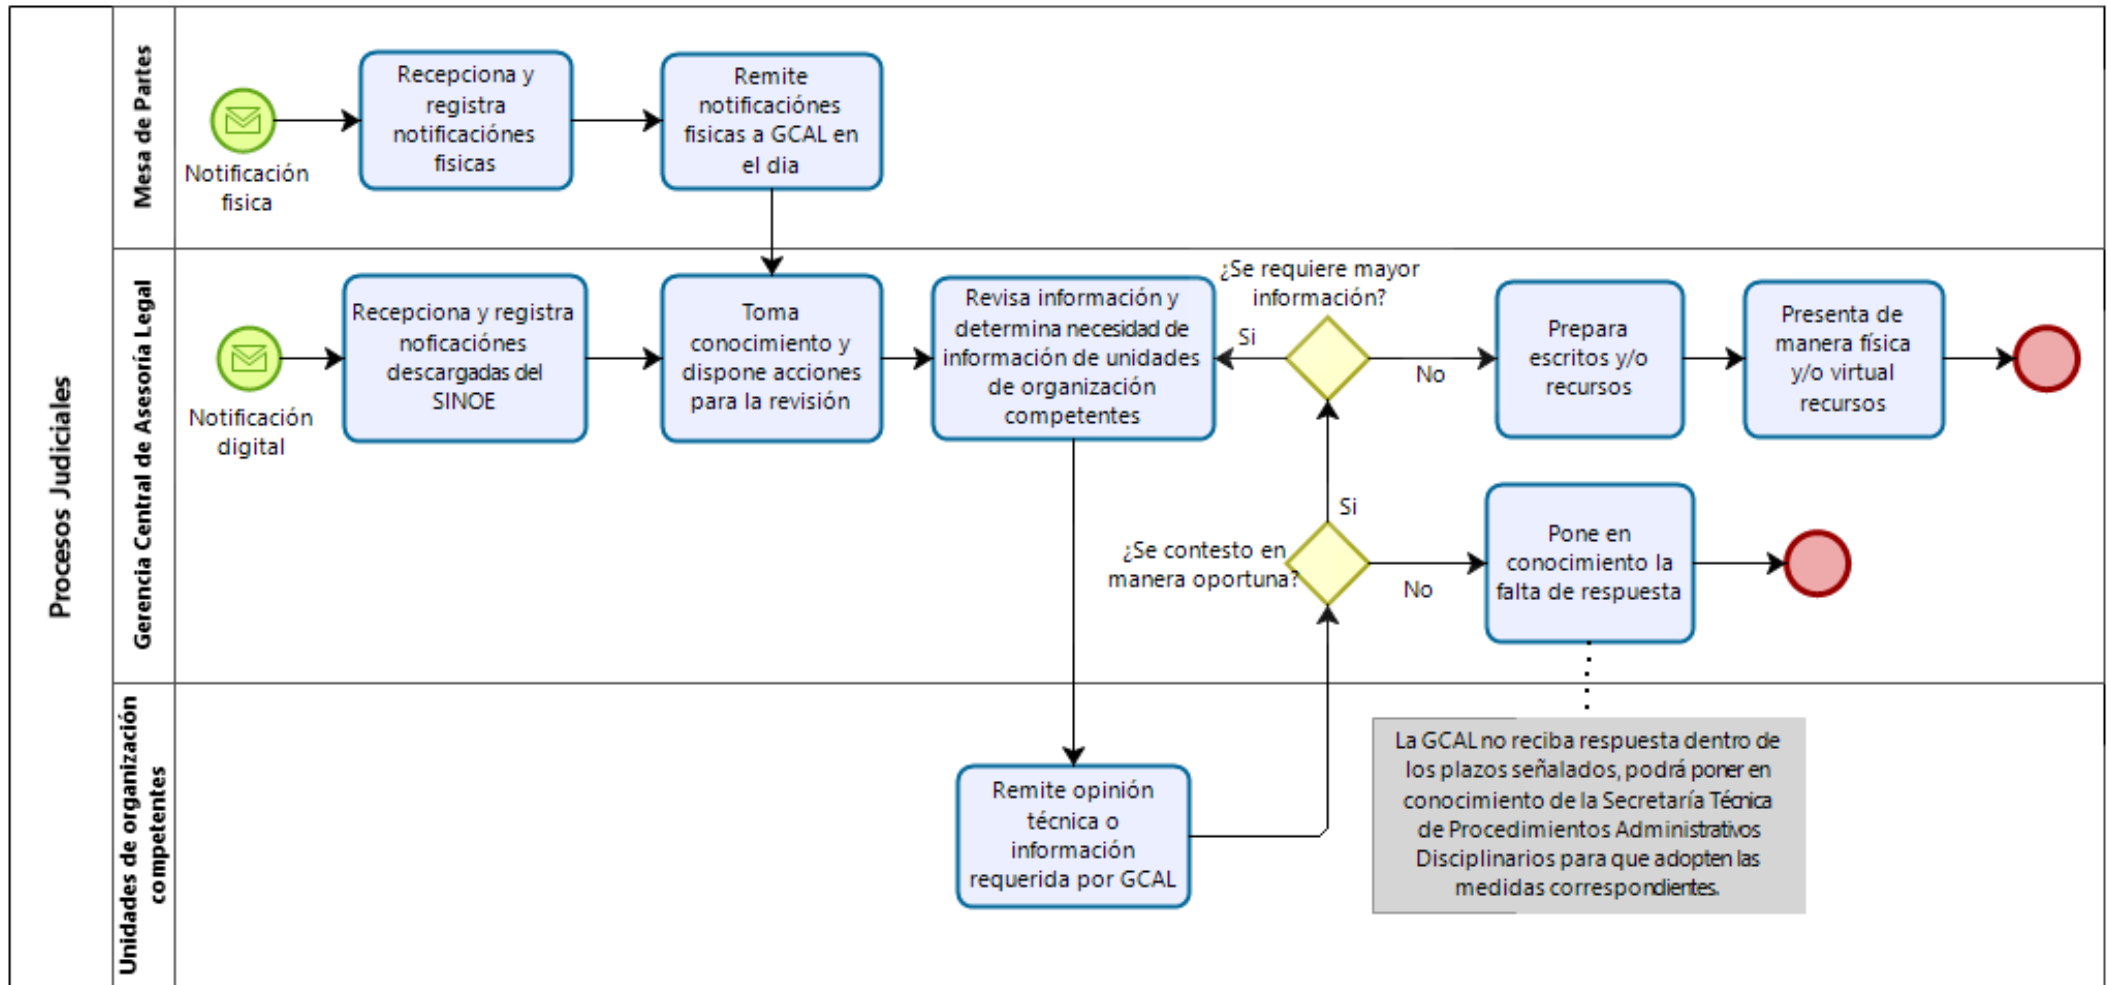 Procesos Judiciales
Mesa de Partes
Notificación
fisica
Recepciona y
registra
notificaciónes
fisicas
Remite
notificaciónes
fisicas a GCAL en
el dia
Gerencia Central de Asesoría Legal
Notificación
digital
Recepciona y registra
noficaciónes
descargadas del
SINOE
Toma
conocimiento y
dispone acciones
para la revisión
Revisa información y
determina necesidad de
información de unidades
de organización
competentes
¿Se requiere mayor
información?
Si
No
Prepara
escritos y/o
recursos
Presenta de
manera física
y/o virtual
recursos
¿Se contesto en
manera oportuna?
Si
No
Pone en
conocimiento la
falta de respuesta
Unidades de organización
competentes
Remite opinión
técnica o
información
requerida por GCAL
La GCAL no reciba respuesta dentro de
los plazos señalados, podrá poner en
conocimiento de la Secretaría Técnica
de Procedimientos Administrativos
Disciplinarios para que adopten las
medidas correspondientes.